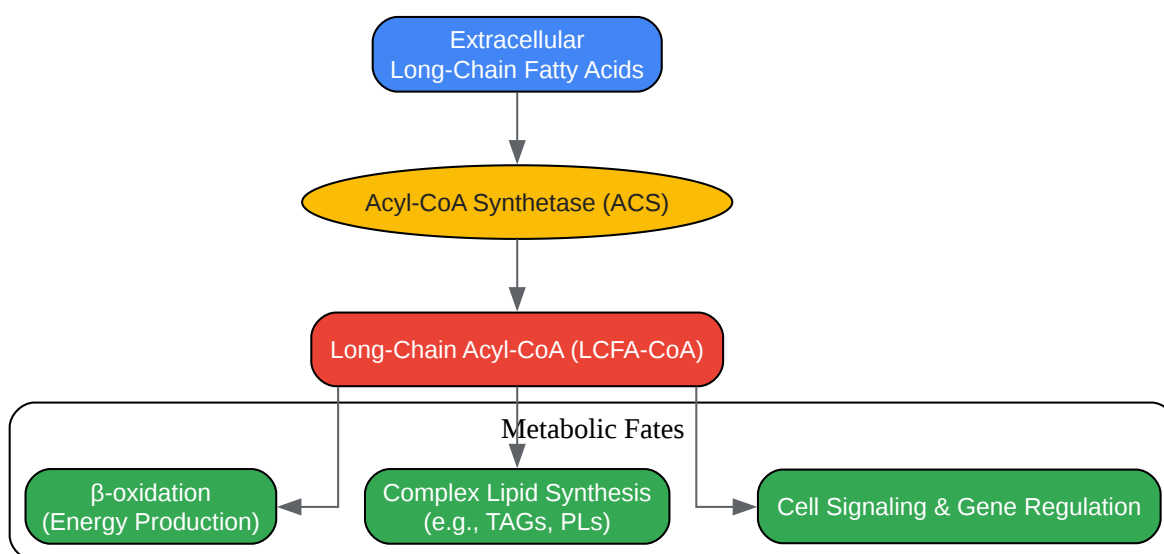 Extracellular
Long-Chain Fatty Acids
Acyl-CoA Synthetase (ACS)
Long-Chain Acyl-CoA (LCFA-CoA)
Metabolic Fates
β-oxidation
(Energy Production)
Complex Lipid Synthesis
(e.g., TAGs, PLs)
Cell Signaling & Gene Regulation